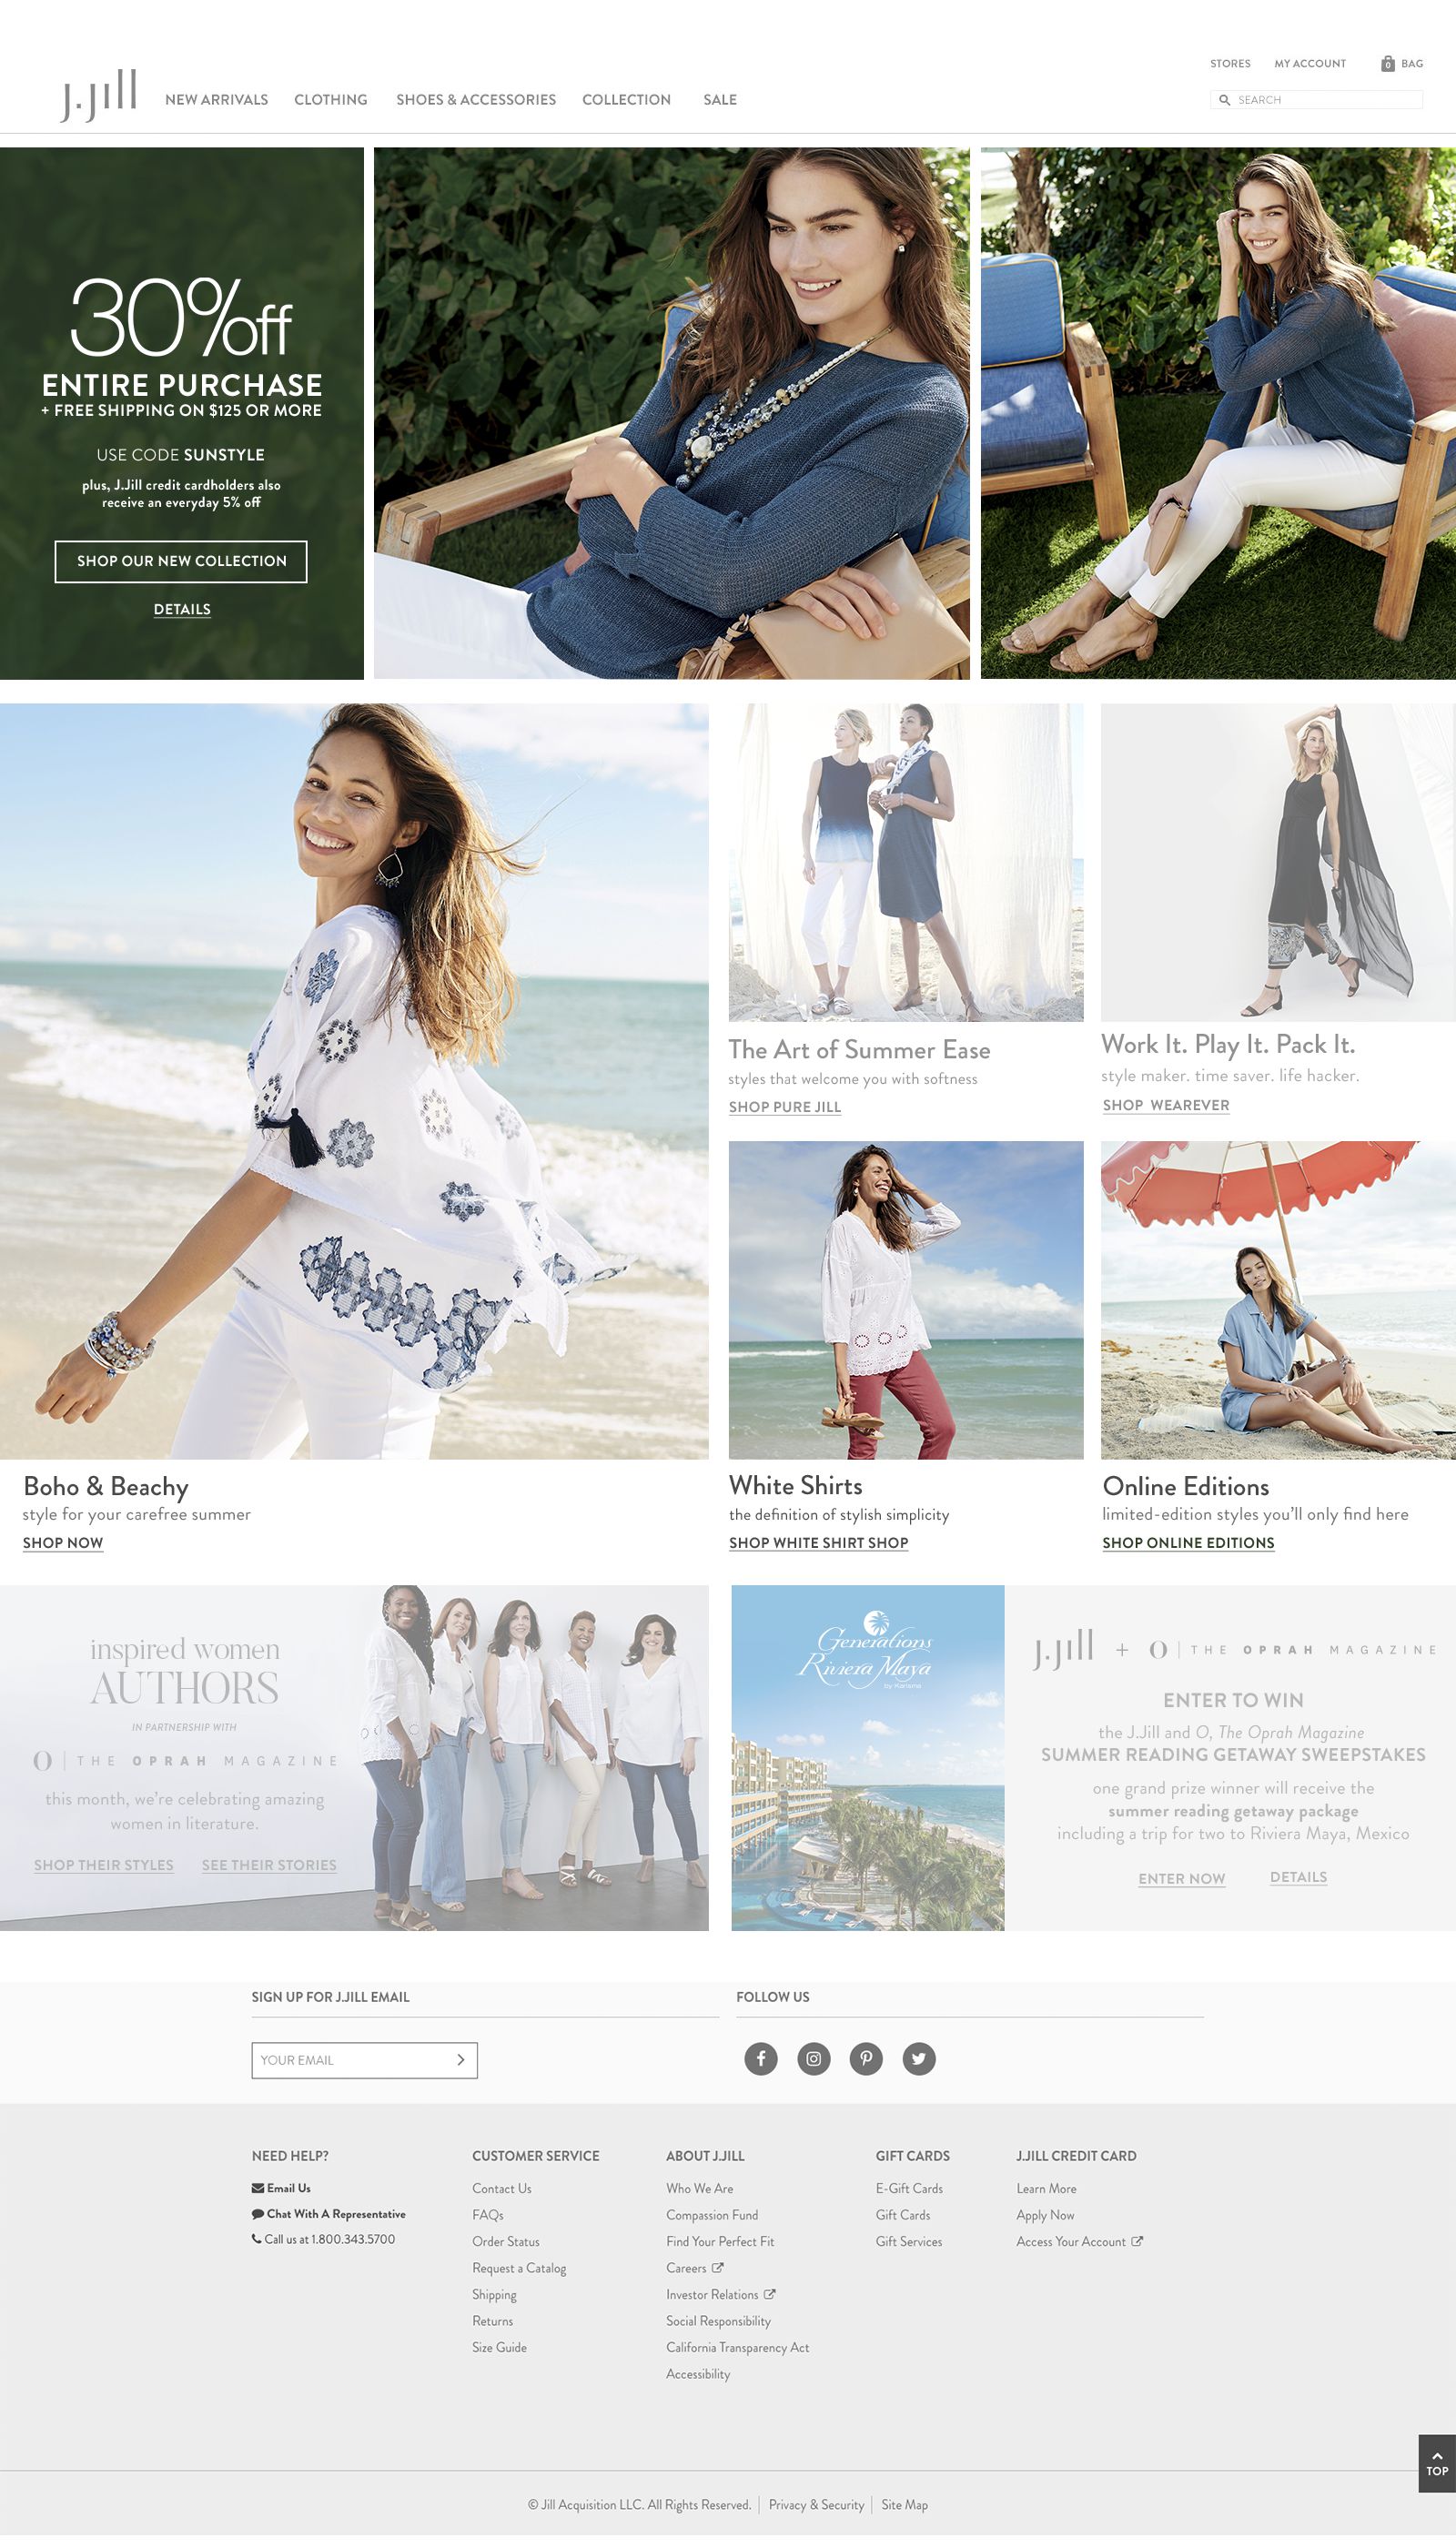 STORES MY ACCOUNT 0 BAG
J.Jill NEW ARRIVALS CLOTHING SHOES & ACCESSORIES COLLECTION SALE SEARCH
30%off
ENTIRE PURCHASE
+ FREE SHIPPING ON $125 OR MORE
USE CODE SUNSTYLE
plus, J.Jill credit cardholders also
receive an everyday 5% off
SHOP OUR NEW COLLECTION
DETAILS
The Art of Summer Ease
styles that welcome you with softness
SHOP PURE JILL
Work It. Play It. Pack It.
style maker. time saver. life hacker.
SHOP WEAREVER
Boho & Beachy
style for your carefree summer
SHOP NOW
White Shirts
the definition of stylish simplicity
SHOP WHITE SHIRT SHOP
Online Editions
limited-edition styles you'll only find here
SHOP ONLINE EDITIONS
inspired women
AUTHORS
IN PARTNERSHIP WITH
O | THE OPRAH MAGAZINE
this month, we're celebrating amazing
women in literature.
SHOP THEIR STYLES SEE THEIR STORIES
Generations
Riviera Maya
by Karisma
J.Jill + O | THE OPRAH MAGAZINE
ENTER TO WIN
the J.Jill and O, The Oprah Magazine
SUMMER READING GETAWAY SWEEPSTAKES
one grand prize winner will receive the
summer reading getaway package
including a trip for two to Riviera Maya, Mexico
ENTER NOW DETAILS
SIGN UP FOR J.JILL EMAIL
YOUR EMAIL
FOLLOW US
NEED HELP?
Email Us
Chat With A Representative
Call us at 1.800.343.5700
CUSTOMER SERVICE
Contact Us
FAQs
Order Status
Request a Catalog
Shipping
Returns
Size Guide
ABOUT J.JILL
Who We Are
Compassion Fund
Find Your Perfect Fit
Careers
Investor Relations
Social Responsibility
California Transparency Act
Accessibility
GIFT CARDS
E-Gift Cards
Gift Cards
Gift Services
J.JILL CREDIT CARD
Learn More
Apply Now
Access Your Account
TOP
© Jill Acquisition LLC. All Rights Reserved. | Privacy & Security | Site Map